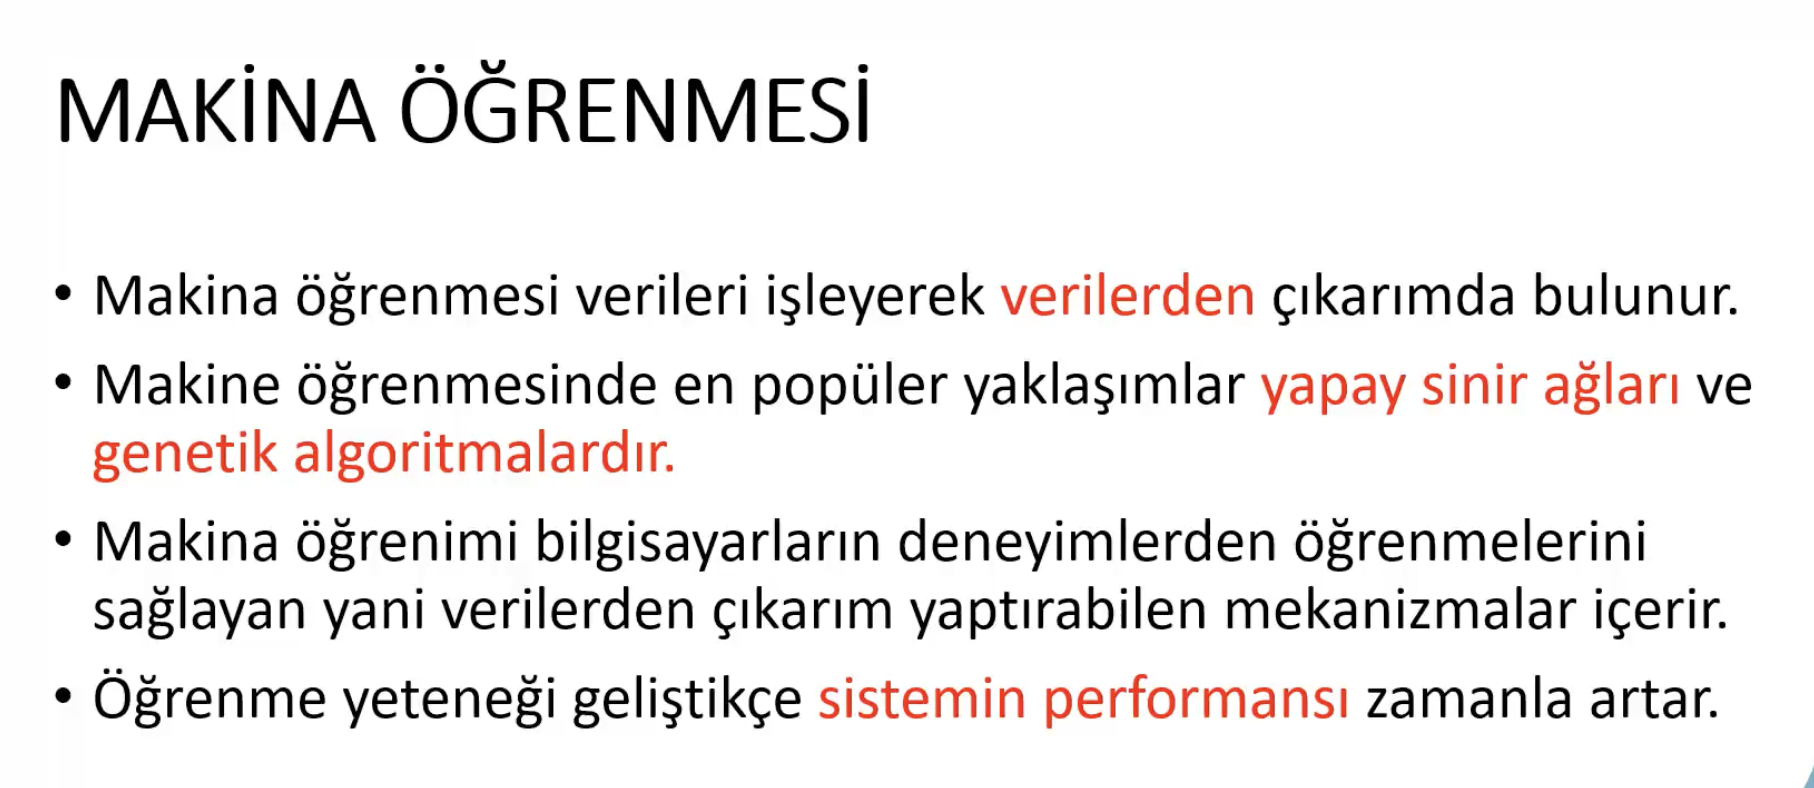 MAKİNA ÖĞRENMESİ
• Makina öğrenmesi verileri işleyerek verilerden çıkarımda bulunur.
• Makine öğrenmesinde en popüler yaklaşımlar yapay sinir ağları ve
genetik algoritmalardır.
• Makina öğrenimi bilgisayarların deneyimlerden öğrenmelerini
sağlayan yani verilerden çıkarım yaptırabilen mekanizmalar içerir.
• Öğrenme yeteneği geliştikçe sistemin performansı zamanla artar.